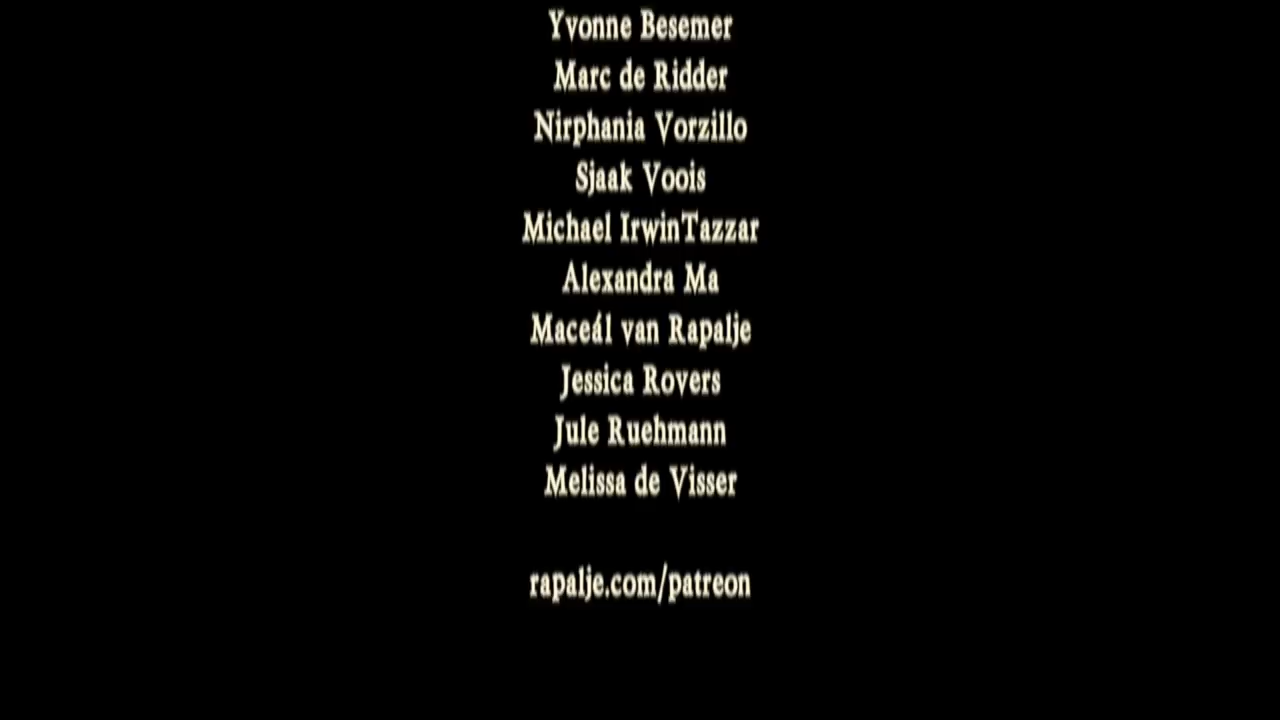 Yvonne Besemer
Marc de Ridder
Nirphania Vorzillo
Sjaak Voois
Michael IrwinTazzar
Alexandra Ma
Maceál van Rapalje
Jessica Rovers
Jule Ruehmann
Melissa de Visser
rapalje.com/patreon